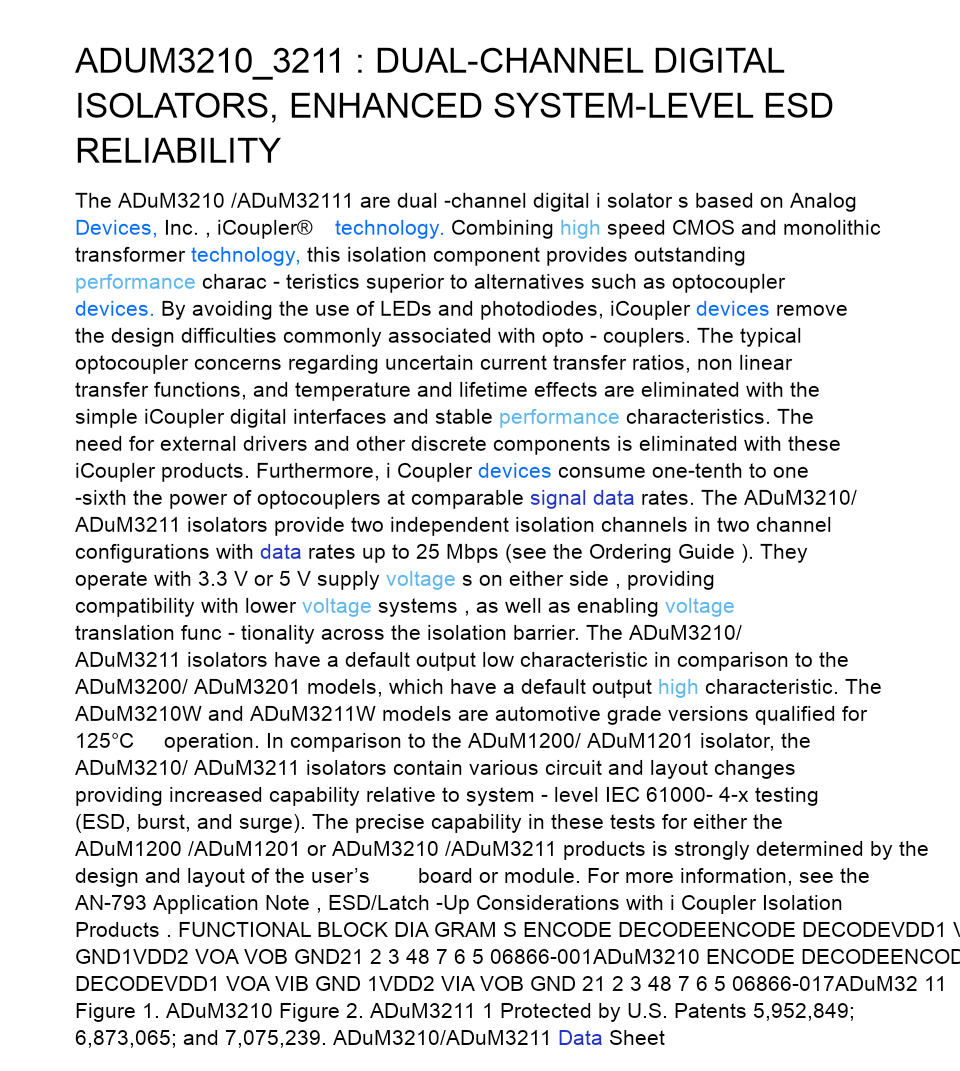 ADUM3210_3211 : DUAL-CHANNEL DIGITAL
ISOLATORS, ENHANCED SYSTEM-LEVEL ESD
RELIABILITY
The ADuM3210 /ADuM32111 are dual -channel digital i solator s based on Analog
Devices, Inc. , iCoupler® technology. Combining high speed CMOS and monolithic
transformer technology, this isolation component provides outstanding
performance charac - teristics superior to alternatives such as optocoupler
devices. By avoiding the use of LEDs and photodiodes, iCoupler devices remove
the design difficulties commonly associated with opto - couplers. The typical
optocoupler concerns regarding uncertain current transfer ratios, non linear
transfer functions, and temperature and lifetime effects are eliminated with the
simple iCoupler digital interfaces and stable performance characteristics. The
need for external drivers and other discrete components is eliminated with these
iCoupler products. Furthermore, i Coupler devices consume one-tenth to one
-sixth the power of optocouplers at comparable signal data rates. The ADuM3210/
ADuM3211 isolators provide two independent isolation channels in two channel
configurations with data rates up to 25 Mbps (see the Ordering Guide ). They
operate with 3.3 V or 5 V supply voltage s on either side , providing
compatibility with lower voltage systems , as well as enabling voltage
translation func - tionality across the isolation barrier. The ADuM3210/
ADuM3211 isolators have a default output low characteristic in comparison to the
ADuM3200/ ADuM3201 models, which have a default output high characteristic. The
ADuM3210W and ADuM3211W models are automotive grade versions qualified for
125°C operation. In comparison to the ADuM1200/ ADuM1201 isolator, the
ADuM3210/ ADuM3211 isolators contain various circuit and layout changes
providing increased capability relative to system - level IEC 61000- 4-x testing
(ESD, burst, and surge). The precise capability in these tests for either the
ADuM1200 /ADuM1201 or ADuM3210 /ADuM3211 products is strongly determined by the
design and layout of the user’s board or module. For more information, see the
AN-793 Application Note , ESD/Latch -Up Considerations with i Coupler Isolation
Products . FUNCTIONAL BLOCK DIA GRAM S ENCODE DECODEENCODE DECODEVDD1
GND1VDD2 VOA VOB GND21 2 3 48 7 6 5 06866-001ADuM3210 ENCODE DECODEENCOD
DECODEVDD1 VOA VIB GND 1VDD2 VIA VOB GND 21 2 3 48 7 6 5 06866-017ADuM32 11
Figure 1. ADuM3210 Figure 2. ADuM3211 1 Protected by U.S. Patents 5,952,849;
6,873,065; and 7,075,239. ADuM3210/ADuM3211 Data Sheet